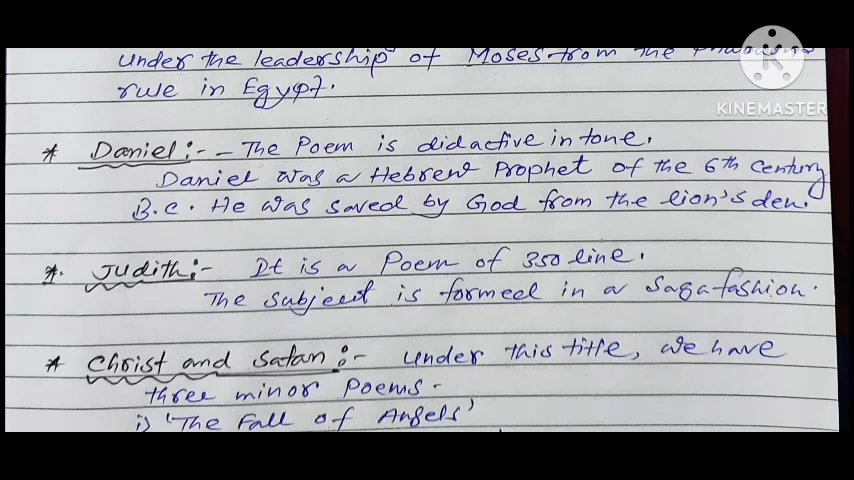 under the leadership of Moses from the
rule in Egypt.
KINEMASTER
* Daniel :- - The Poem is didactive in tone.
Daniel was a Hebrew Prophet of the 6th Century
B.c. He was saved by God from the lion's den.
*. Judith :- It is a Poem of 350 line.
The subject is formed in a Saga fashion.
* Christ and Satan :- Under this title, we have
three minor Poems -
i) 'The Fall of Angels'